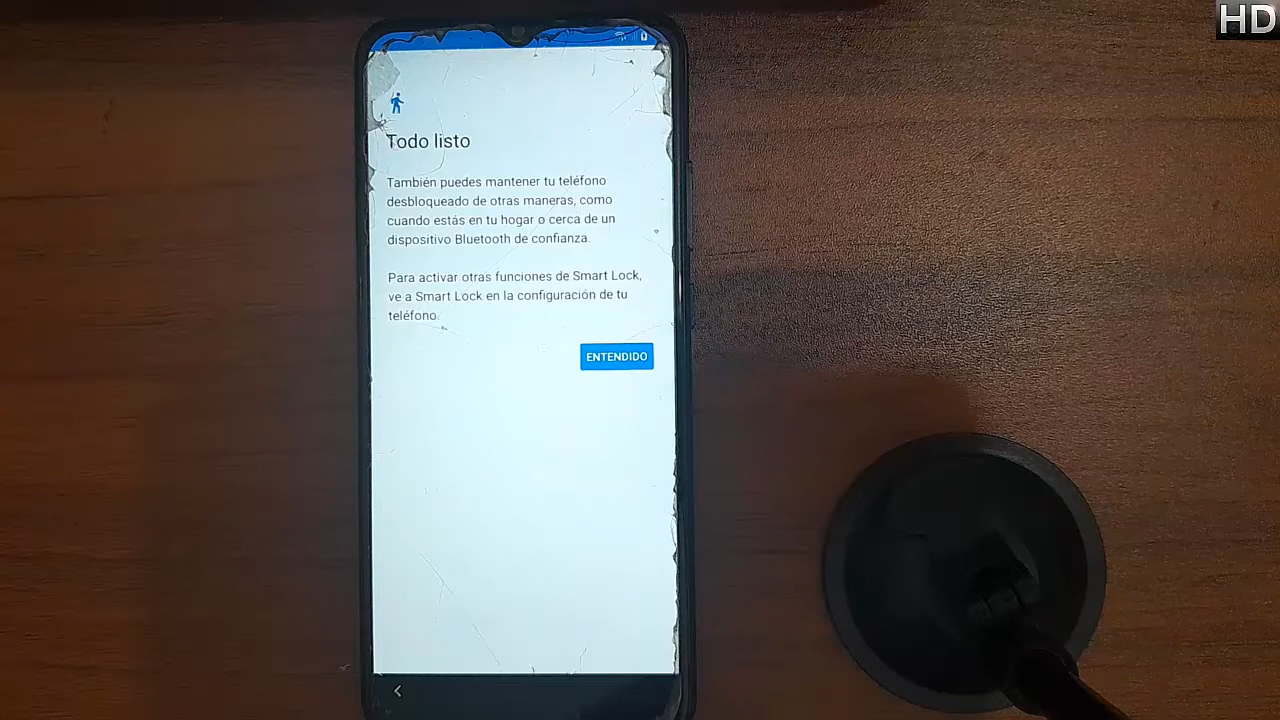 HD
Todo listo
También puedes mantener tu teléfono
desbloqueado de otras maneras, como
cuando estás en tu hogar o cerca de un
dispositivo Bluetooth de confianza.
Para activar otras funciones de Smart Lock,
ve a Smart Lock en la configuración de tu
teléfono.
ENTENDIDO